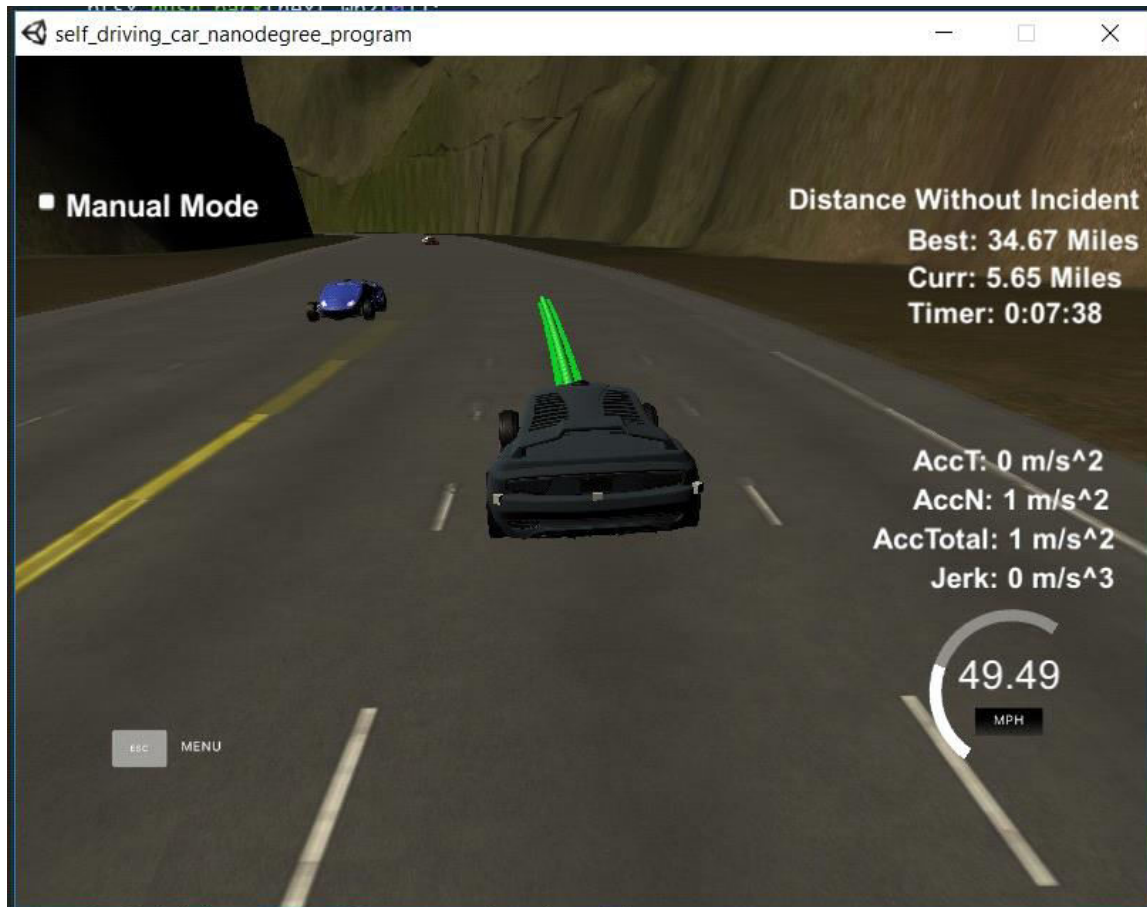 self_driving_car_nanodegree_program
Manual Mode
Distance Without Incident
Best: 34.67 Miles
Curr: 5.65 Miles
Timer: 0:07:38
AccT: 0 m/s^2
AccN: 1 m/s^2
AccTotal: 1 m/s^2
Jerk: 0 m/s^3
49.49
MPH
ESC MENU